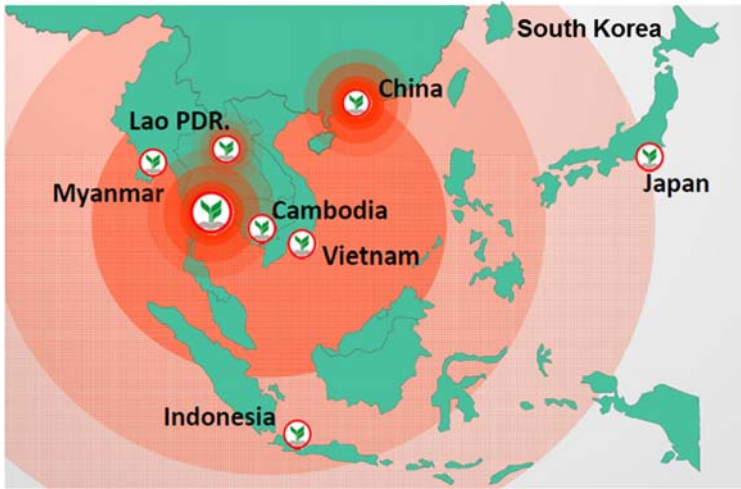 South Korea
China
Lao PDR.
Myanmar
Japan
Cambodia
Vietnam
Indonesia